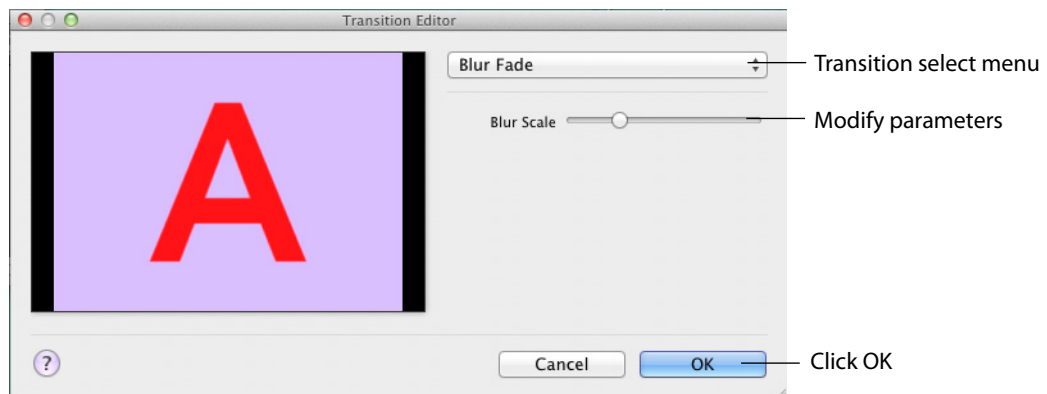 Transition Editor
Blur Fade
Transition select menu
Blur Scale
Modify parameters
A
?
Cancel
OK
Click OK